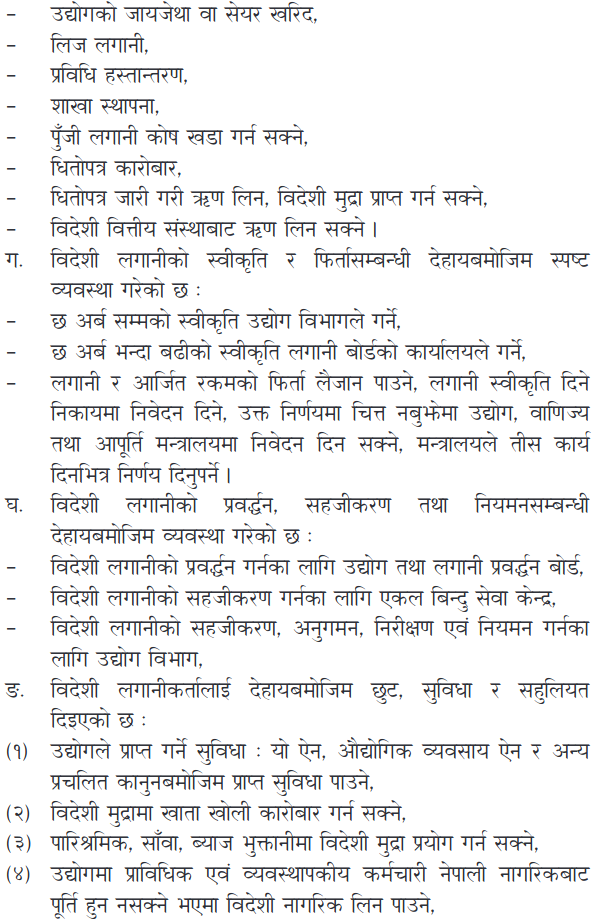 – उद्योगको जायजेथा वा सेयर खरिद,
– लिज लगानी,
– प्रविधि हस्तान्तरण,
– शाखा स्थापना,
– पुँजी लगानी कोष खडा गर्न सक्ने,
– धितोपत्र कारोबार,
– धितोपत्र जारी गरी ऋण लिन, विदेशी मुद्रा प्राप्त गर्न सक्ने,
– विदेशी वित्तीय संस्थाबाट ऋण लिन सक्ने ।
ग. विदेशी लगानीको स्वीकृति र फिर्तासम्बन्धी देहायबमोजिम स्पष्ट
व्यवस्था गरेको छ :
– छ अर्ब सम्मको स्वीकृति उद्योग विभागले गर्ने,
– छ अर्ब भन्दा बढीको स्वीकृति लगानी बोर्डको कार्यालयले गर्ने,
– लगानी र आर्जित रकमको फिर्ता लैजान पाउने, लगानी स्वीकृति दिने
निकायमा निवेदन दिने, उक्त निर्णयमा चित्त नबुझेमा उद्योग, वाणिज्य
तथा आपूर्ति मन्त्रालयमा निवेदन दिन सक्ने, मन्त्रालयले तीस कार्य
दिनभित्र निर्णय दिनुपर्ने ।
घ. विदेशी लगानीको प्रवर्द्धन, सहजीकरण तथा नियमनसम्बन्धी
देहायबमोजिम व्यवस्था गरेको छ :
– विदेशी लगानीको प्रवर्द्धन गर्नका लागि उद्योग तथा लगानी प्रवर्द्धन बोर्ड,
– विदेशी लगानीको सहजीकरण गर्नका लागि एकल बिन्दु सेवा केन्द्र,
– विदेशी लगानीको सहजीकरण, अनुगमन, निरीक्षण एवं नियमन गर्नका
लागि उद्योग विभाग,
ङ. विदेशी लगानीकर्तालाई देहायबमोजिम छुट, सुविधा र सहुलियत
दिइएको छ :
(१) उद्योगले प्राप्त गर्ने सुविधा : यो ऐन, औद्योगिक व्यवसाय ऐन र अन्य
प्रचलित कानुनबमोजिम प्राप्त सुविधा पाउने,
(२) विदेशी मुद्रामा खाता खोली कारोबार गर्न सक्ने,
(३) पारिश्रमिक, साँवा, ब्याज भुक्तानीमा विदेशी मुद्रा प्रयोग गर्न सक्ने,
(४) उद्योगमा प्राविधिक एवं व्यवस्थापकीय कर्मचारी नेपाली नागरिकबाट
पूर्ति हुन नसक्ने भएमा विदेशी नागरिक लिन पाउने,